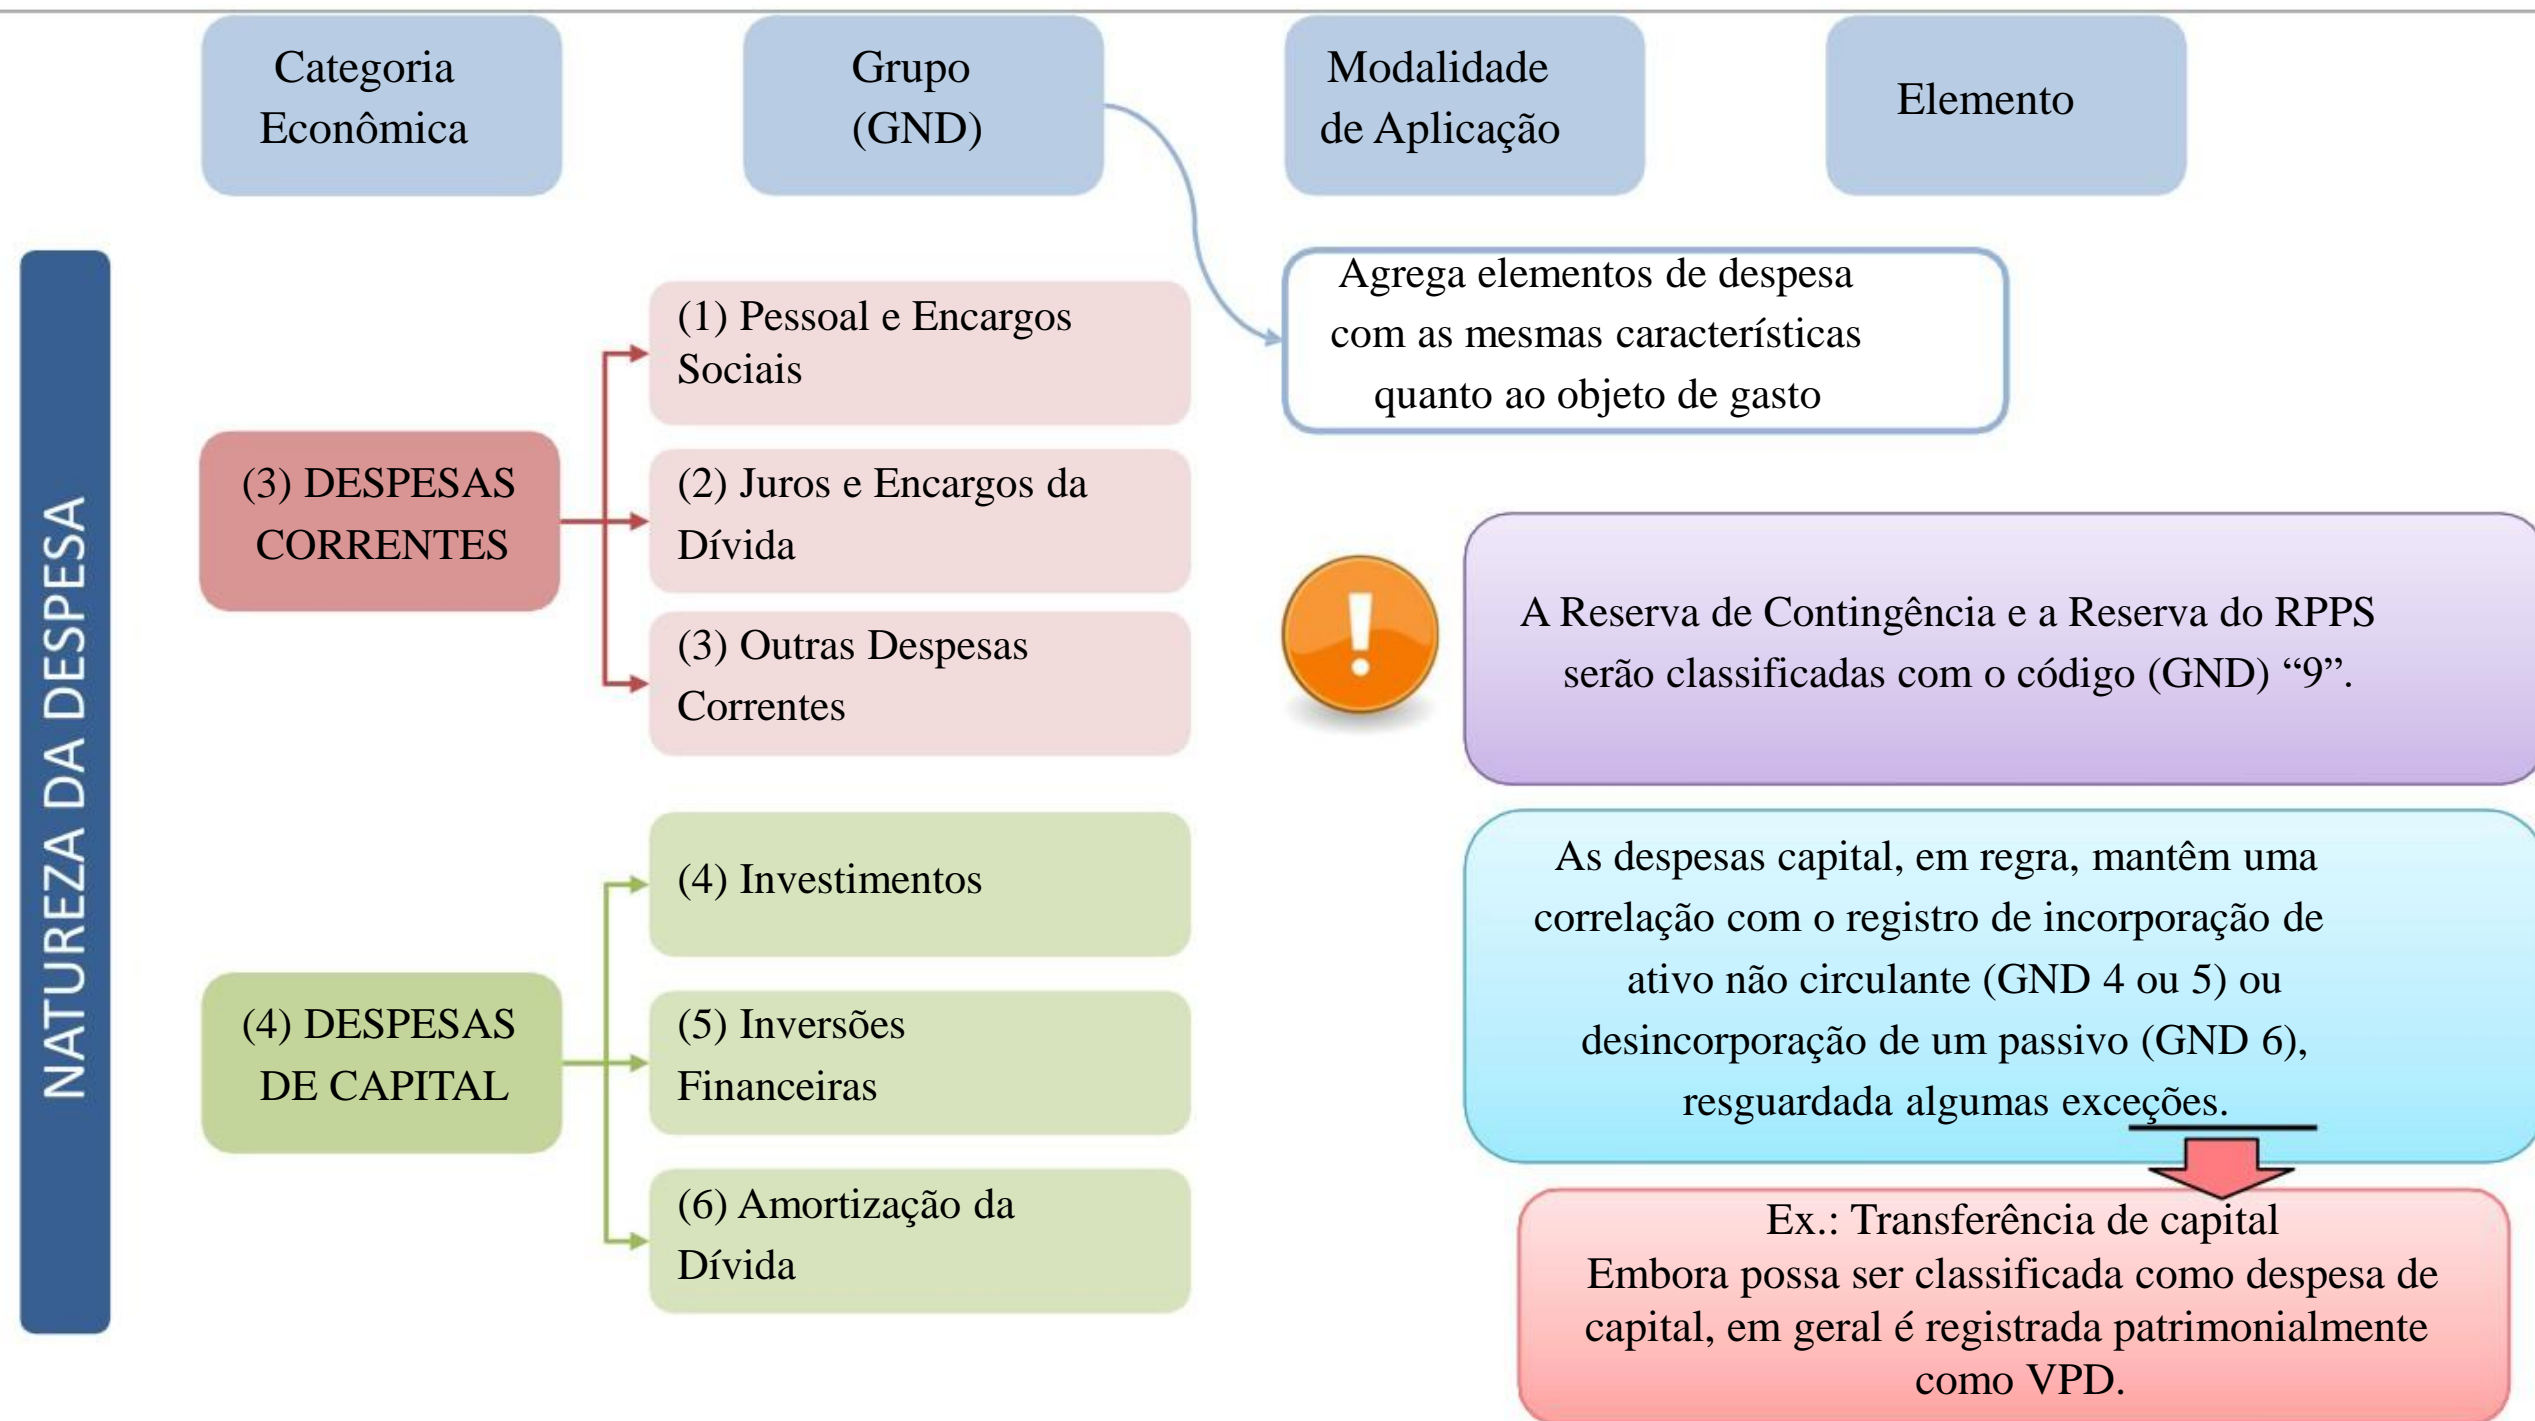 Categoria
Econômica
Grupo
(GND)
Modalidade
de Aplicação
Elemento
NATUREZA DA DESPESA
Agrega elementos de despesa
com as mesmas características
quanto ao objeto de gasto
(3) DESPESAS
CORRENTES
(1) Pessoal e Encargos
Sociais
(2) Juros e Encargos da
Dívida
(3) Outras Despesas
Correntes
A Reserva de Contingência e a Reserva do RPPS
serão classificadas com o código (GND) “9”.
(4) DESPESAS
DE CAPITAL
(4) Investimentos
(5) Inversões
Financeiras
(6) Amortização da
Dívida
As despesas capital, em regra, mantêm uma
correlação com o registro de incorporação de
ativo não circulante (GND 4 ou 5) ou
desincorporação de um passivo (GND 6),
resguardada algumas exceções.
Ex.: Transferência de capital
Embora possa ser classificada como despesa de
capital, em geral é registrada patrimonialmente
como VPD.